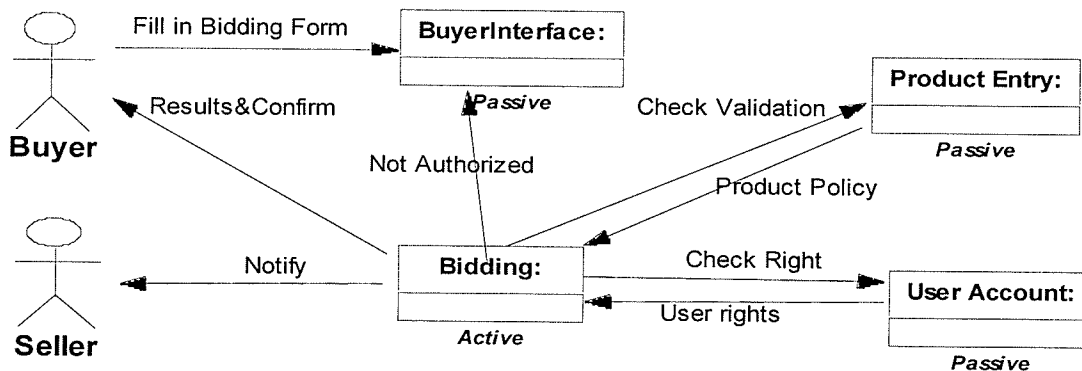 Fill in Bidding Form
BuyerInterface:
Passive
Product Entry:
Passive
Results&Confirm
Check Validation
Buyer
Not Authorized
Product Policy
Notify
Bidding:
Active
Check Right
User Account:
Passive
User rights
Seller